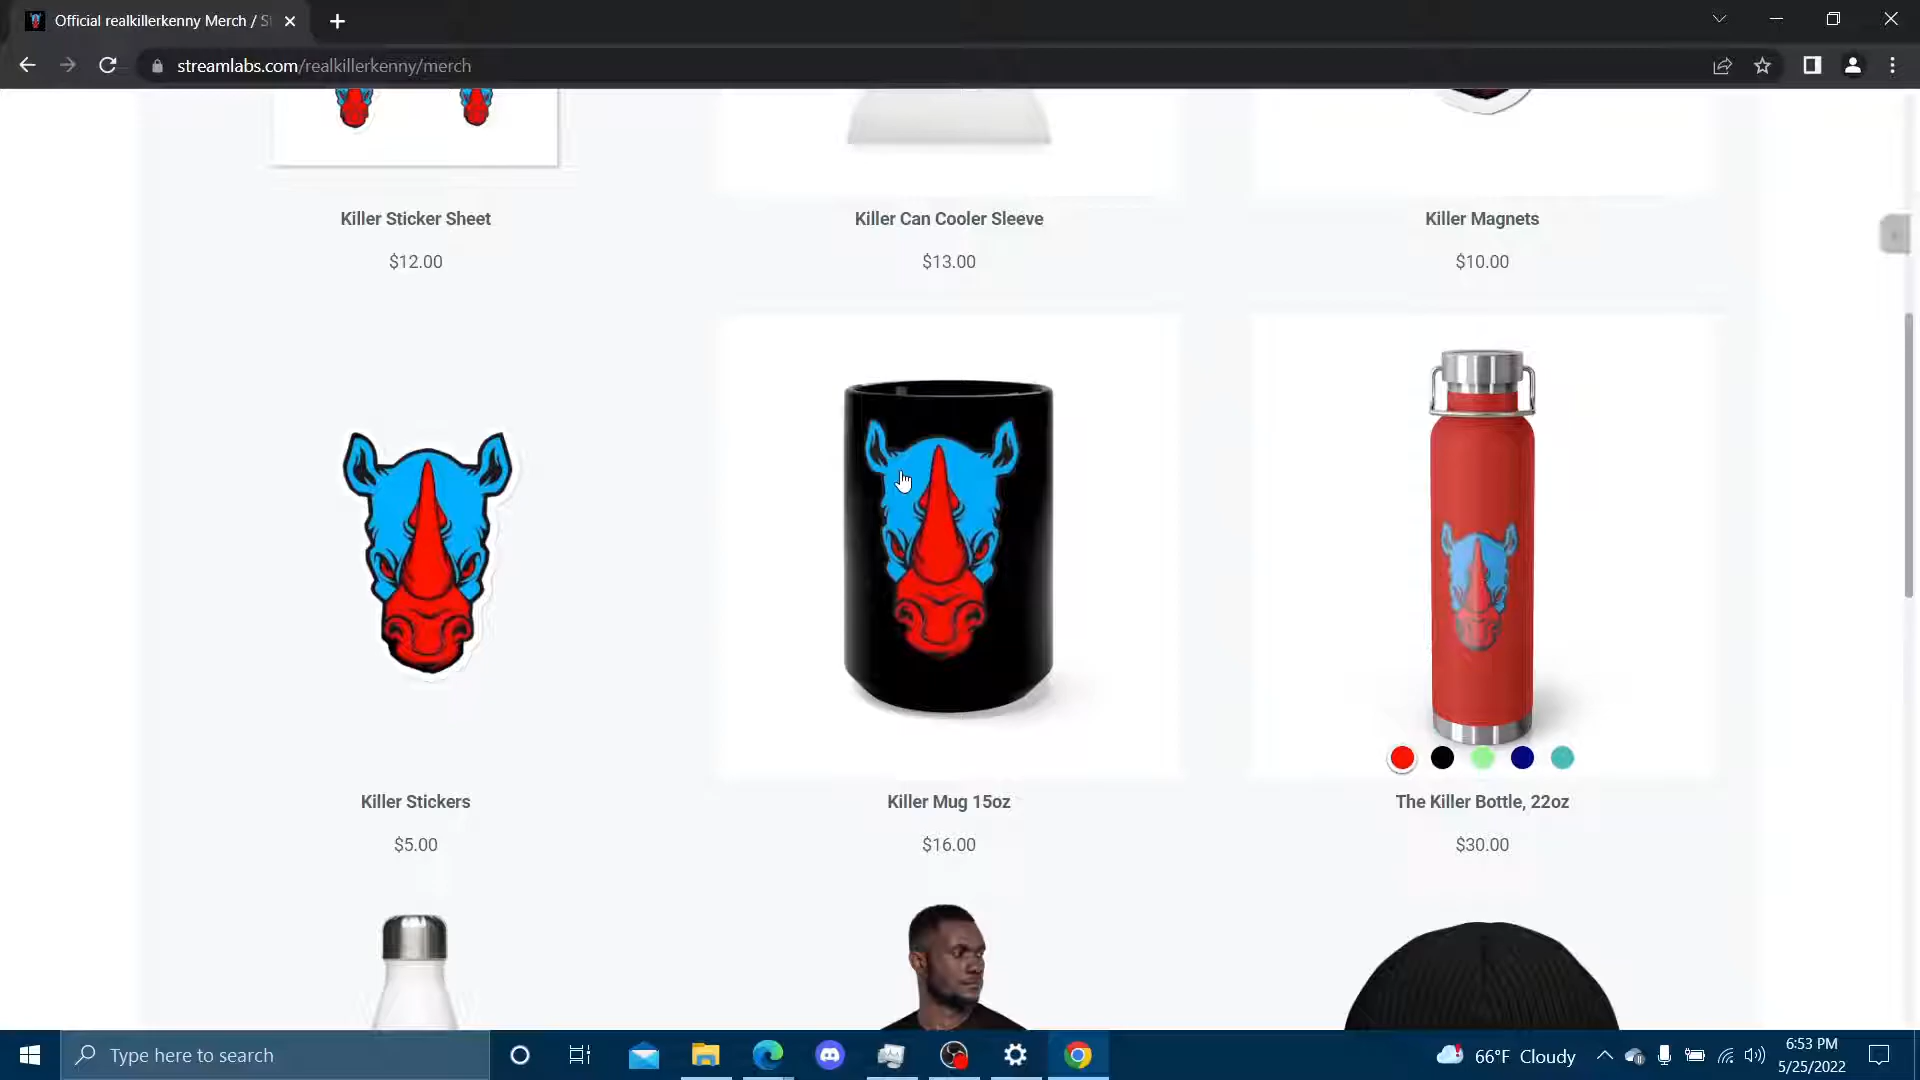 Official realkillerkenny Merch / S
streamlabs.com/realkillerkenny/merch
Killer Sticker Sheet
Killer Can Cooler Sleeve
Killer Magnets
$12.00
$13.00
$10.00
Killer Stickers
Killer Mug 15oz
The Killer Bottle, 22oz
$5.00
$16.00
$30.00
Type here to search
66°F Cloudy
6:53 PM
5/25/2022